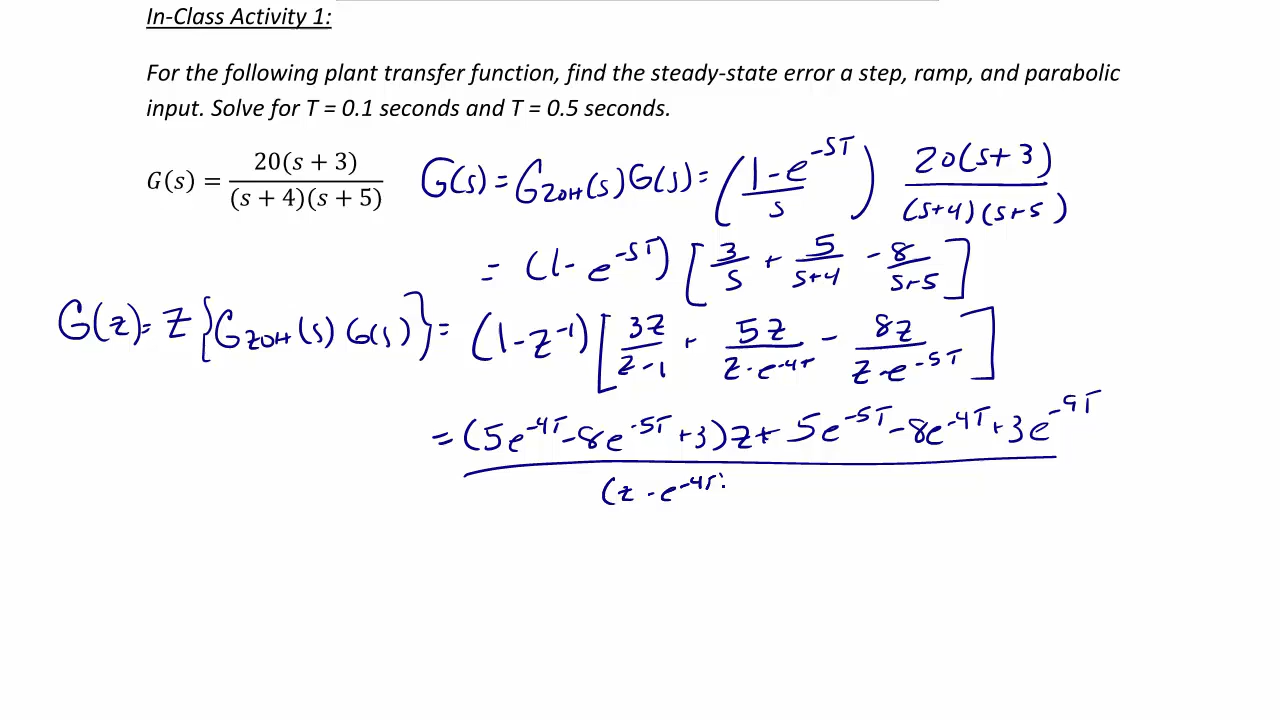 In-Class Activity 1:
For the following plant transfer function, find the steady-state error a step, ramp, and parabolic
input. Solve for T = 0.1 seconds and T = 0.5 seconds.
G(s) = 20(s + 3) / (s + 4)(s + 5)
G(s) = G_ZOH(s) G(s) = ((1 - e^-sT) / s) 20(s+3) / (s+4)(s+5)
= (1 - e^-sT) [3/s + 5/(s+4) - 8/(s+5)]
G(z) = Z {G_ZOH(s) G(s)} = (1 - z^-1) [3z/(z-1) + 5z/(z-e^-4T) - 8z/(z-e^-5T)]
= (5e^-4T - 8e^-5T + 3)z + 5e^-5T - 8e^-4T + 3e^-9T
(z - e^-4T